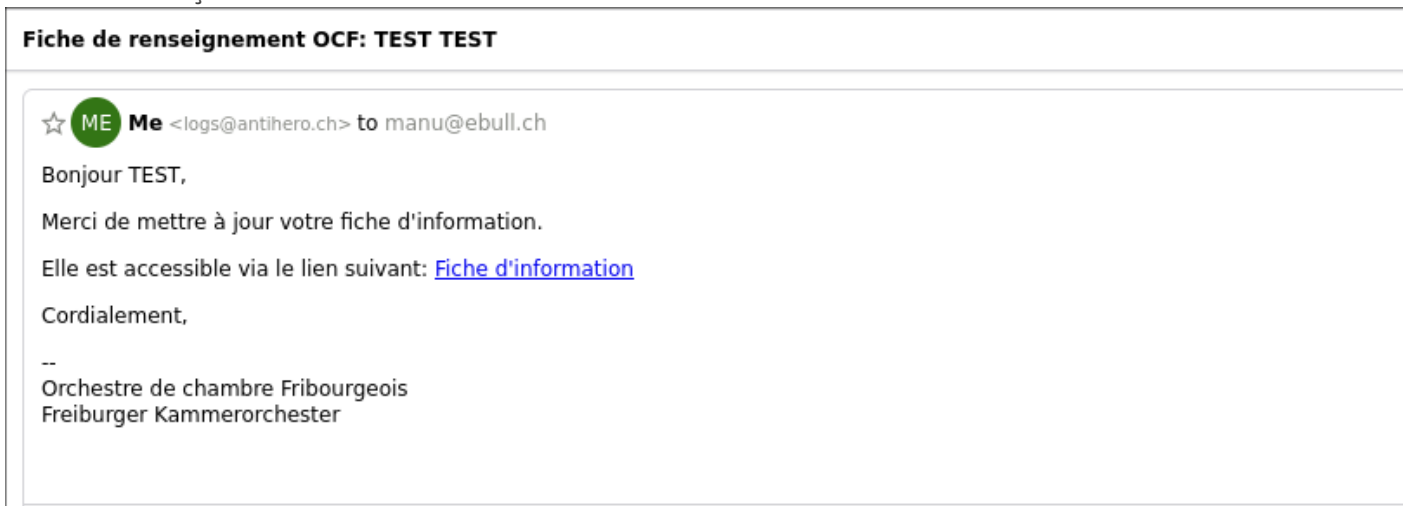 Fiche de renseignement OCF: TEST TEST
ME Me <logs@antihero.ch> to manu@ebull.ch
Bonjour TEST,
Merci de mettre à jour votre fiche d'information.
Elle est accessible via le lien suivant: Fiche d'information
Cordialement,
--
Orchestre de chambre Fribourgeois
Freiburger Kammerorchester